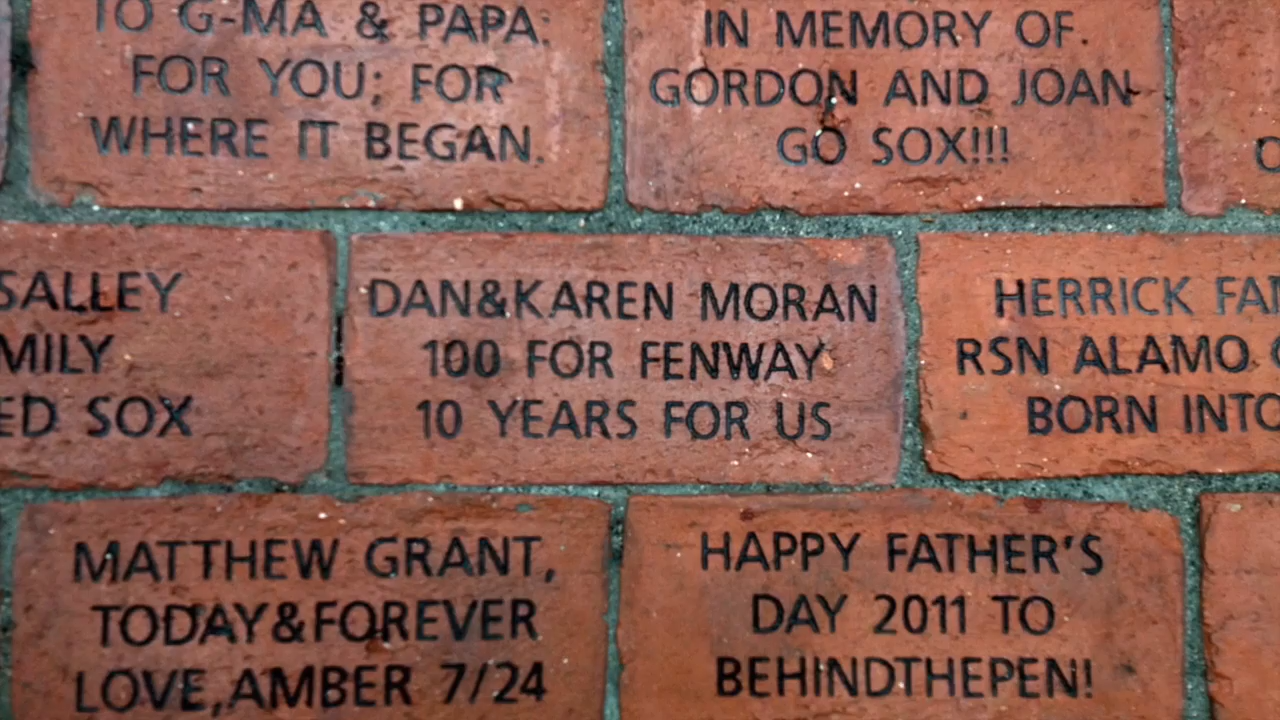 TO G-MA & PAPA:
FOR YOU; FOR
WHERE IT BEGAN.
IN MEMORY OF
GORDON AND JOAN
GO SOX!!!
SALLEY
MILY
ED SOX
DAN&KAREN MORAN
100 FOR FENWAY
10 YEARS FOR US
HERRICK
RSN ALAMO
BORN INTO
MATTHEW GRANT,
TODAY&FOREVER
LOVE,AMBER 7/24
HAPPY FATHER'S
DAY 2011 TO
BEHINDTHEPEN!